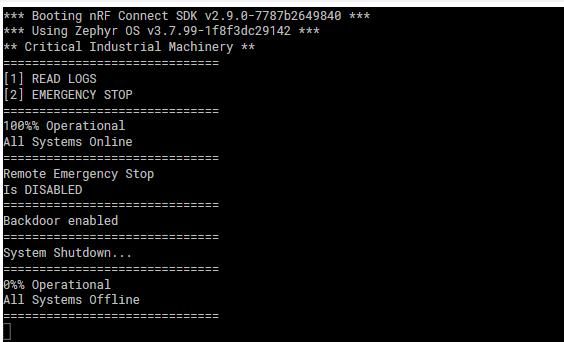 *** Booting nRF Connect SDK v2.9.0-7787b2649840 ***
*** Using Zephyr OS v3.7.99-1f8f3dc29142 ***
** Critical Industrial Machinery **
=============================
[1] READ LOGS
[2] EMERGENCY STOP
=============================
100%% Operational
All Systems Online
=============================
Remote Emergency Stop
Is DISABLED
=============================
Backdoor enabled
=============================
System Shutdown...
=============================
0%% Operational
All Systems Offline
=============================